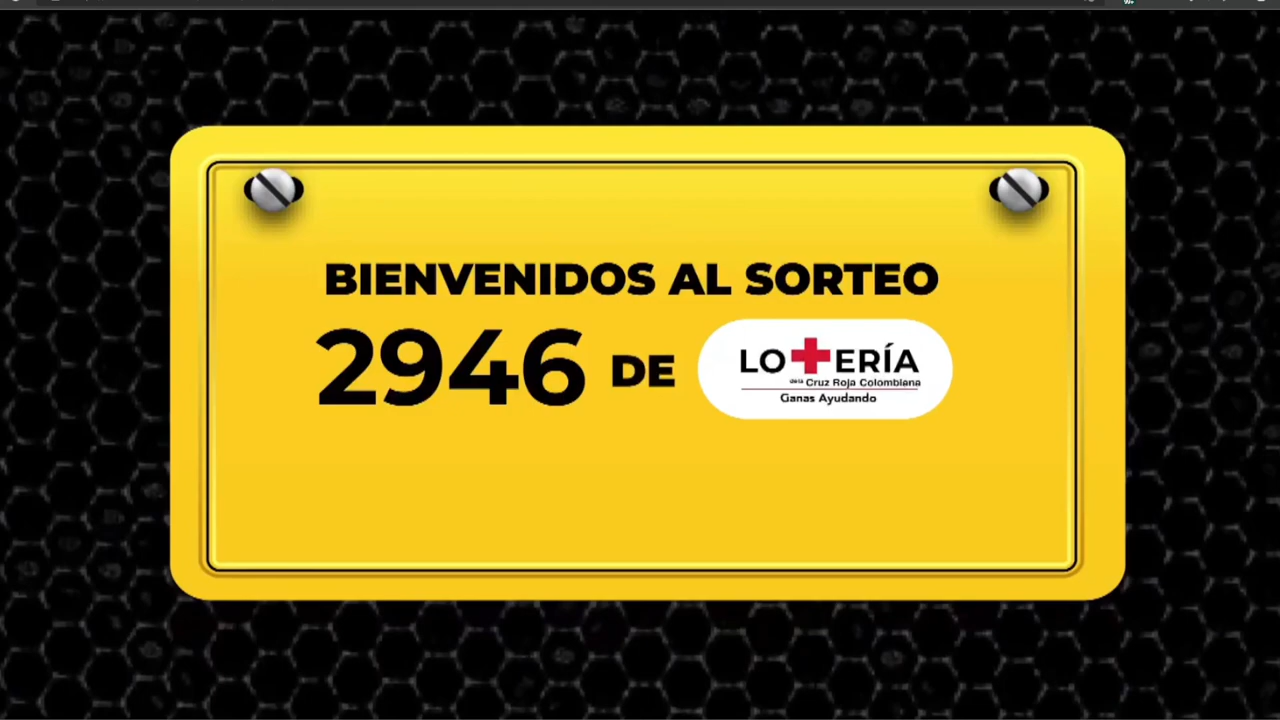 BIENVENIDOS AL SORTEO
2946 DE
LOTERÍA
de la Cruz Roja Colombiana
Ganas Ayudando